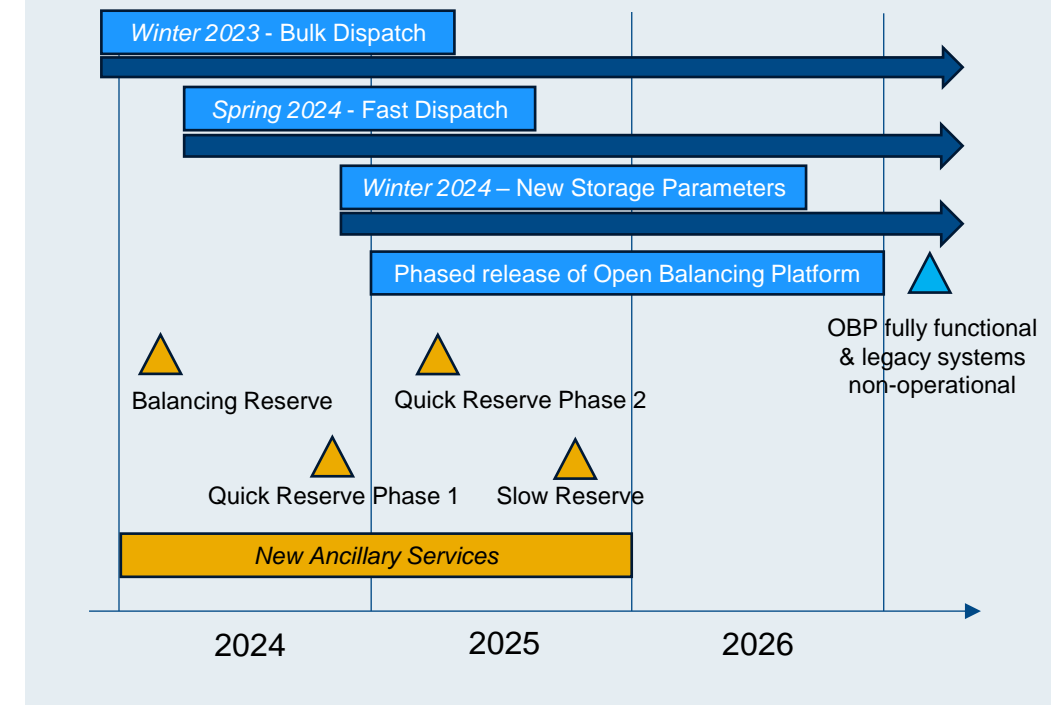 Winter 2023 - Bulk Dispatch
Spring 2024 - Fast Dispatch
Winter 2024 – New Storage Parameters
Phased release of Open Balancing Platform
OBP fully functional
& legacy systems
non-operational
Balancing Reserve
Quick Reserve Phase 2
Quick Reserve Phase 1
Slow Reserve
New Ancillary Services
2024
2025
2026